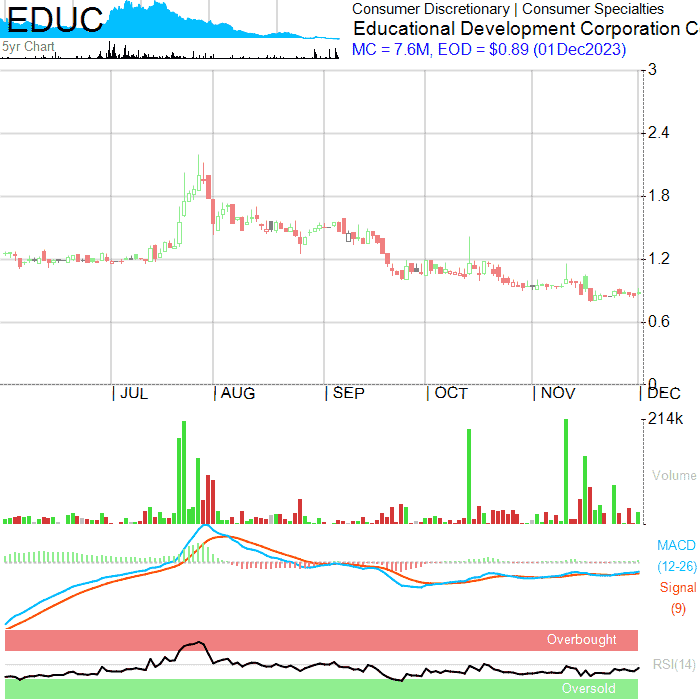 EDUC
5yr Chart
Consumer Discretionary | Consumer Specialties
Educational Development Corporation C
MC = 7.6M, EOD = $0.89 (01Dec2023)
3
2.4
1.8
1.2
0.6
0
| JUL | AUG | SEP | OCT | NOV | DEC
214k
Volume
MACD
(12-26)
Signal
(9)
Overbought
RSI(14)
Oversold